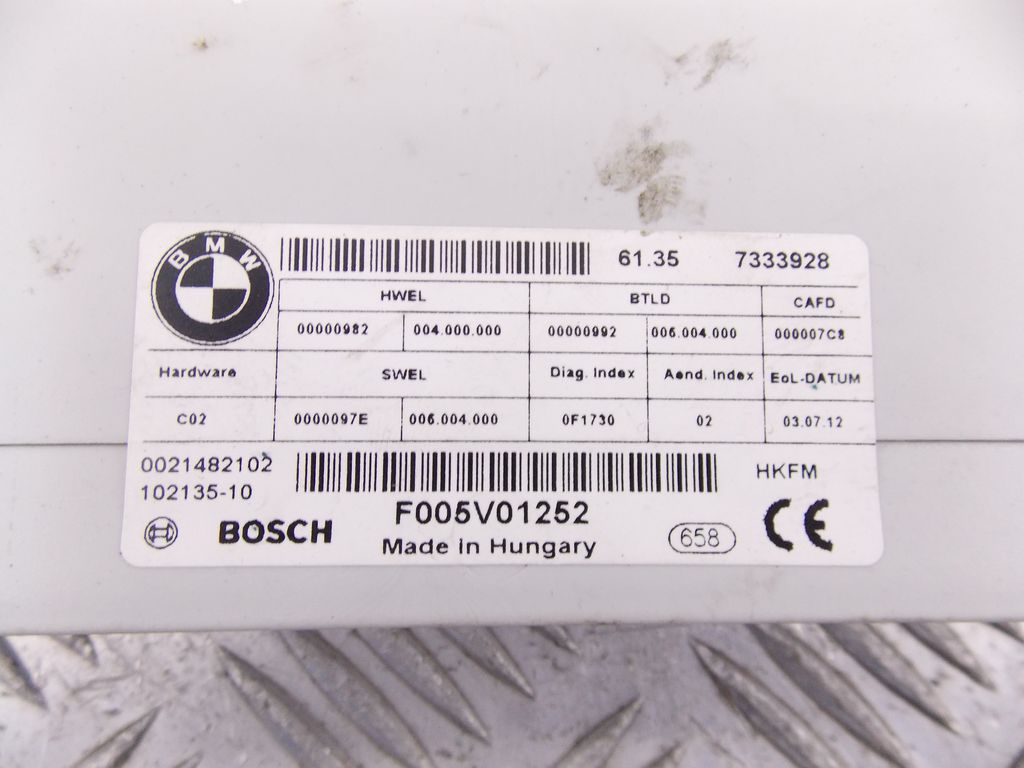 BMW
61.35 7333928
HWEL BTLD CAFD
00000982 004.000.000 00000992 006.004.000 000007C8
Hardware SWEL Diag. Index Aend. Index EoL-DATUM
C02 0000097E 006.004.000 0F1730 02 03.07.12
0021482102 HKFM
102135-10
F005V01252
BOSCH Made in Hungary 658 CE